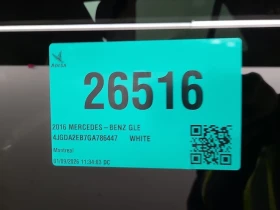 26516
2016 MERCEDES-BENZ GLE
4JGDA2EB7GA786447 WHITE
Montreal